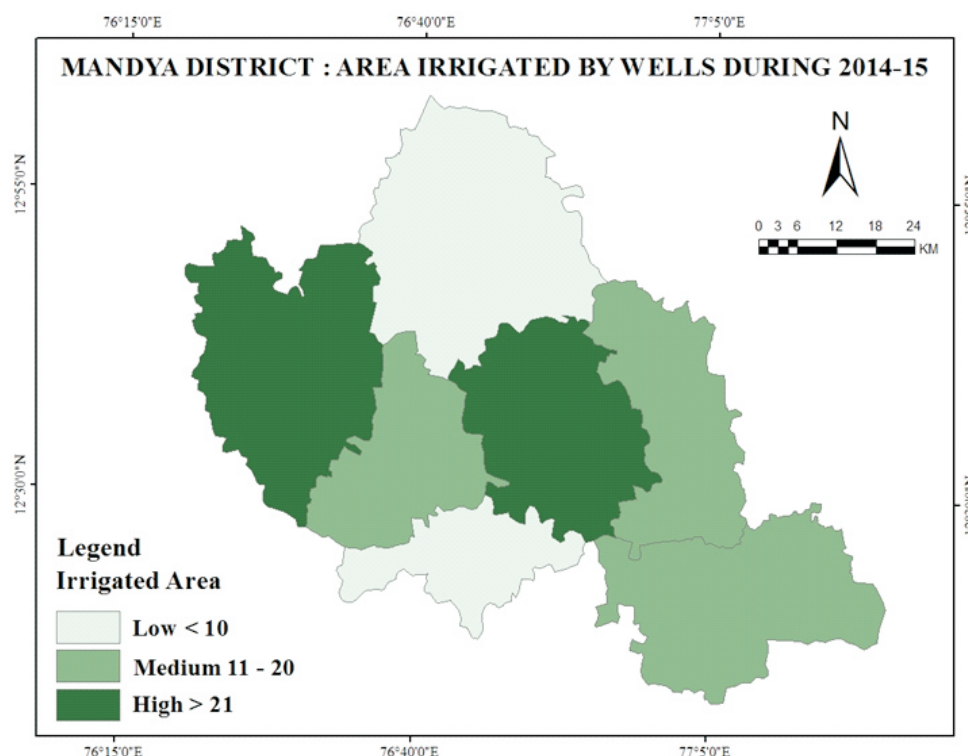 76°15'0"E 76°40'0"E 77°5'0"E
MANDYA DISTRICT : AREA IRRIGATED BY WELLS DURING 2014-15
N
12°55'0"N
0 3 6 12 18 24
KM
12°30'0"N
Legend
Irrigated Area
Low < 10
Medium 11 - 20
High > 21
76°15'0"E 76°40'0"E 77°5'0"E